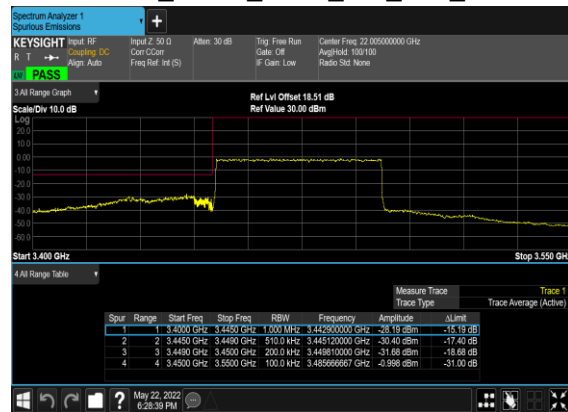 Spectrum Analyzer 1
Spurious Emissions
+
KEYSIGHT Input: RF Input Z: 50 Ω Atten: 30 dB Trig: Free Run Center Freq: 22.005000000 GHz
R T Coupling: DC Corr CCorr Gate: Off Avg|Hold: 100/100
Align: Auto Freq Ref: Int (S) IF Gain: Low Radio Std: None
PASS
3 All Range Graph
Ref Lvl Offset 18.51 dB
Scale/Div 10.0 dB Ref Value 30.00 dBm
Log
20.0
10.0
0.00
-10.0
-20.0
-30.0
-40.0
-50.0
-60.0
Start 3.400 GHz Stop 3.550 GH
4 All Range Table
Measure Trace Trace 1
Trace Type Trace Average (Active)
Spur Range Start Freq Stop Freq RBW Frequency Amplitude ΔLimit
1 1 3.4000 GHz 3.4450 GHz 1.000 MHz 3.442900000 GHz -28.19 dBm -15.19 dB
2 2 3.4450 GHz 3.4490 GHz 510.0 kHz 3.445120000 GHz -30.40 dBm -17.40 dB
3 3 3.4490 GHz 3.4500 GHz 200.0 kHz 3.449810000 GHz -31.68 dBm -18.68 dB
4 4 3.4500 GHz 3.5500 GHz 100.0 kHz 3.485666667 GHz -0.998 dBm -31.00 dB
? May 22, 2022
6:28:39 PM